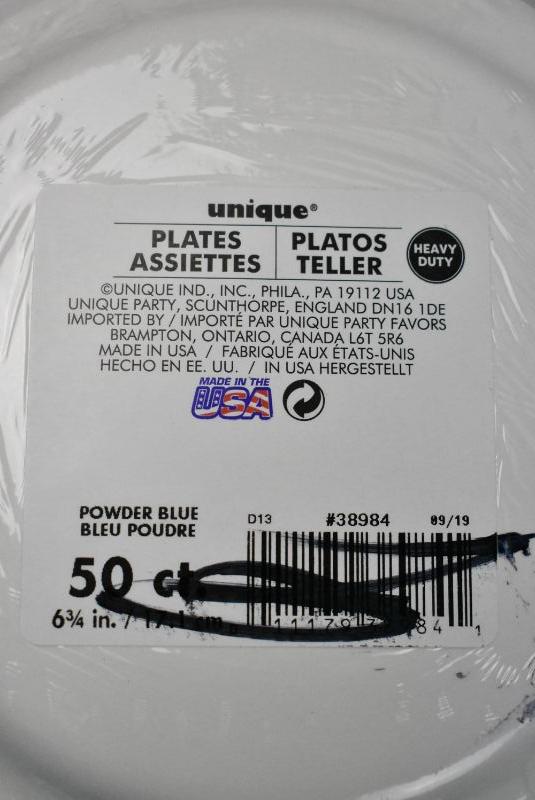 unique®
PLATES
ASSIETTES
PLATOS
TELLER
HEAVY
DUTY
©UNIQUE IND., INC., PHILA., PA 19112 USA
UNIQUE PARTY, SCUNTHORPE, ENGLAND DN16 1DE
IMPORTED BY / IMPORTÉ PAR UNIQUE PARTY FAVORS
BRAMPTON, ONTARIO, CANADA L6T 5R6
MADE IN USA / FABRIQUÉ AUX ÉTATS-UNIS
HECHO EN EE. UU. / IN USA HERGESTELLT
MADE IN THE
USA
POWDER BLUE
BLEU POUDRE
D13 #38984 09/19
50 ct.
6¾ in. / 17.1 cm